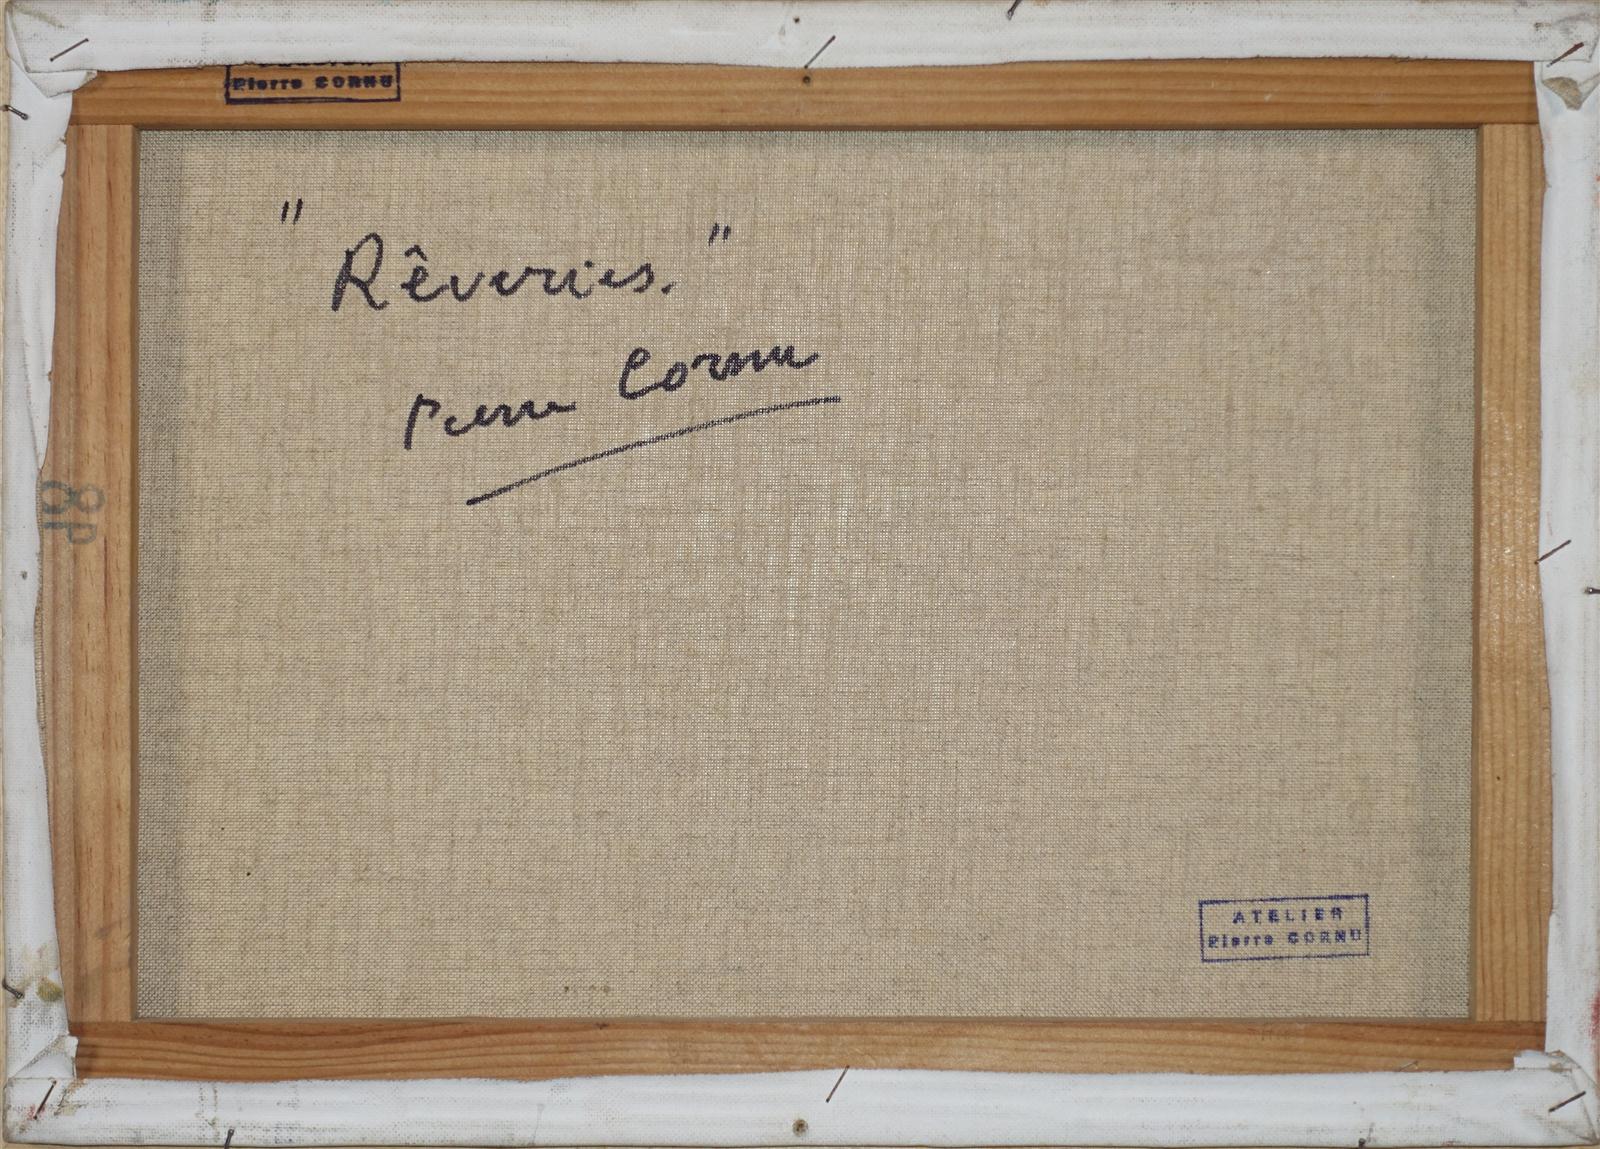 Pierre CORNU
"Rêveries."
Pierre Cornu
8P
ATELIER
Pierre CORNU